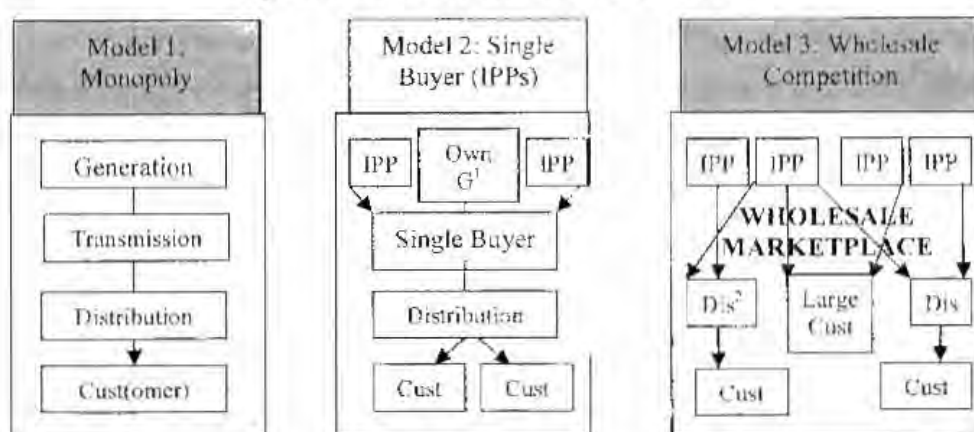 Model 1:
Monopoly
Generation
Transmission
Distribution
Cust(omer)
Model 2: Single
Buyer (IPPs)
IPP
Own
G¹
IPP
Single Buyer
Distribution
Cust
Cust
Model 3: Wholesale
Competition
IPP
IPP
IPP
IPP
WHOLESALE
MARKETPLACE
Dis²
Large
Cust
Dis
Cust
Cust